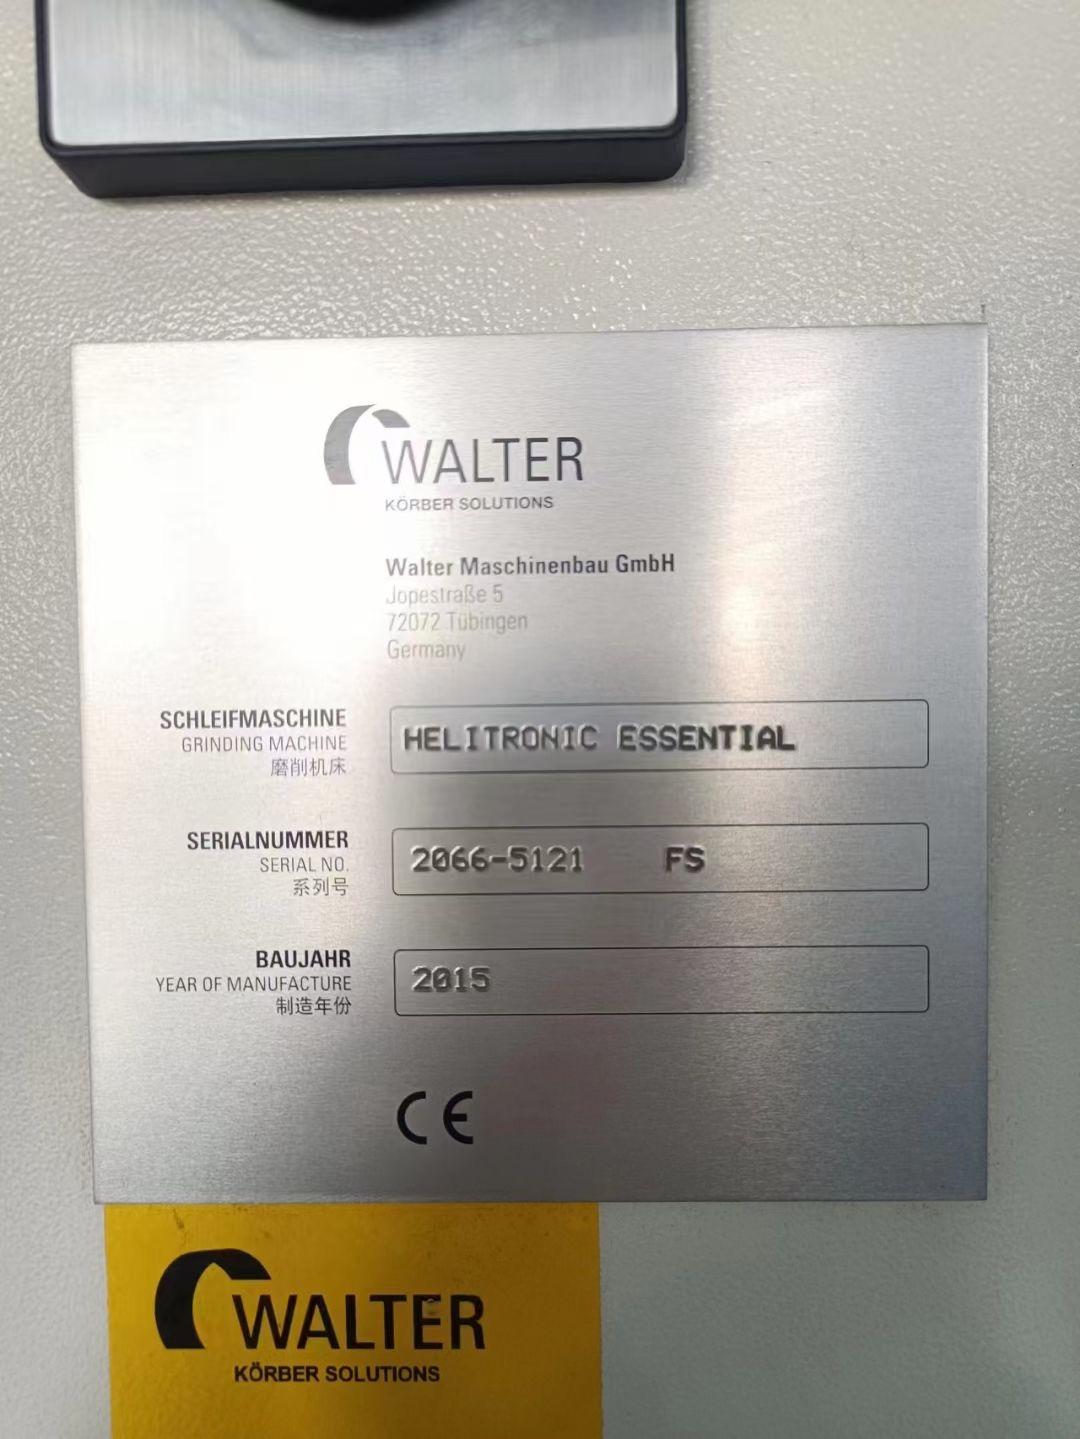 WALTER
KÖRBER SOLUTIONS
Walter Maschinenbau GmbH
Jopestraße 5
72072 Tübingen
Germany
SCHLEIFMASCHINE
GRINDING MACHINE
磨削机床
HELITRONIC ESSENTIAL
SERIALNUMMER
SERIAL NO.
系列号
2066-5121 FS
BAUJAHR
YEAR OF MANUFACTURE
制造年份
2015
CE
WALTER
KÖRBER SOLUTIONS